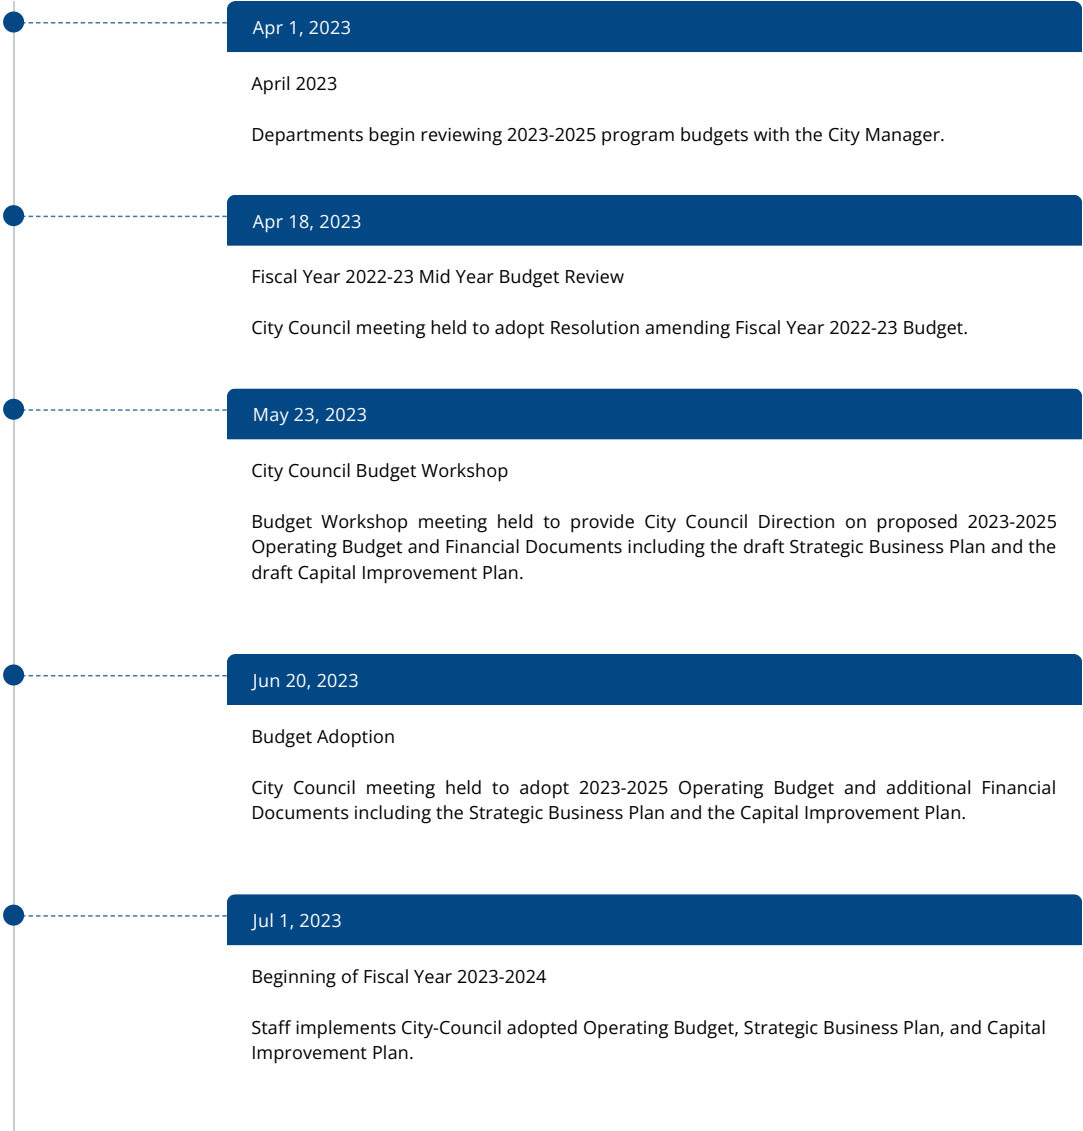 Apr 1, 2023
April 2023
Departments begin reviewing 2023-2025 program budgets with the City Manager.
Apr 18, 2023
Fiscal Year 2022-23 Mid Year Budget Review
City Council meeting held to adopt Resolution amending Fiscal Year 2022-23 Budget.
May 23, 2023
City Council Budget Workshop
Budget Workshop meeting held to provide City Council Direction on proposed 2023-2025
Operating Budget and Financial Documents including the draft Strategic Business Plan and the
draft Capital Improvement Plan.
Jun 20, 2023
Budget Adoption
City Council meeting held to adopt 2023-2025 Operating Budget and additional Financial
Documents including the Strategic Business Plan and the Capital Improvement Plan.
Jul 1, 2023
Beginning of Fiscal Year 2023-2024
Staff implements City-Council adopted Operating Budget, Strategic Business Plan, and Capital
Improvement Plan.